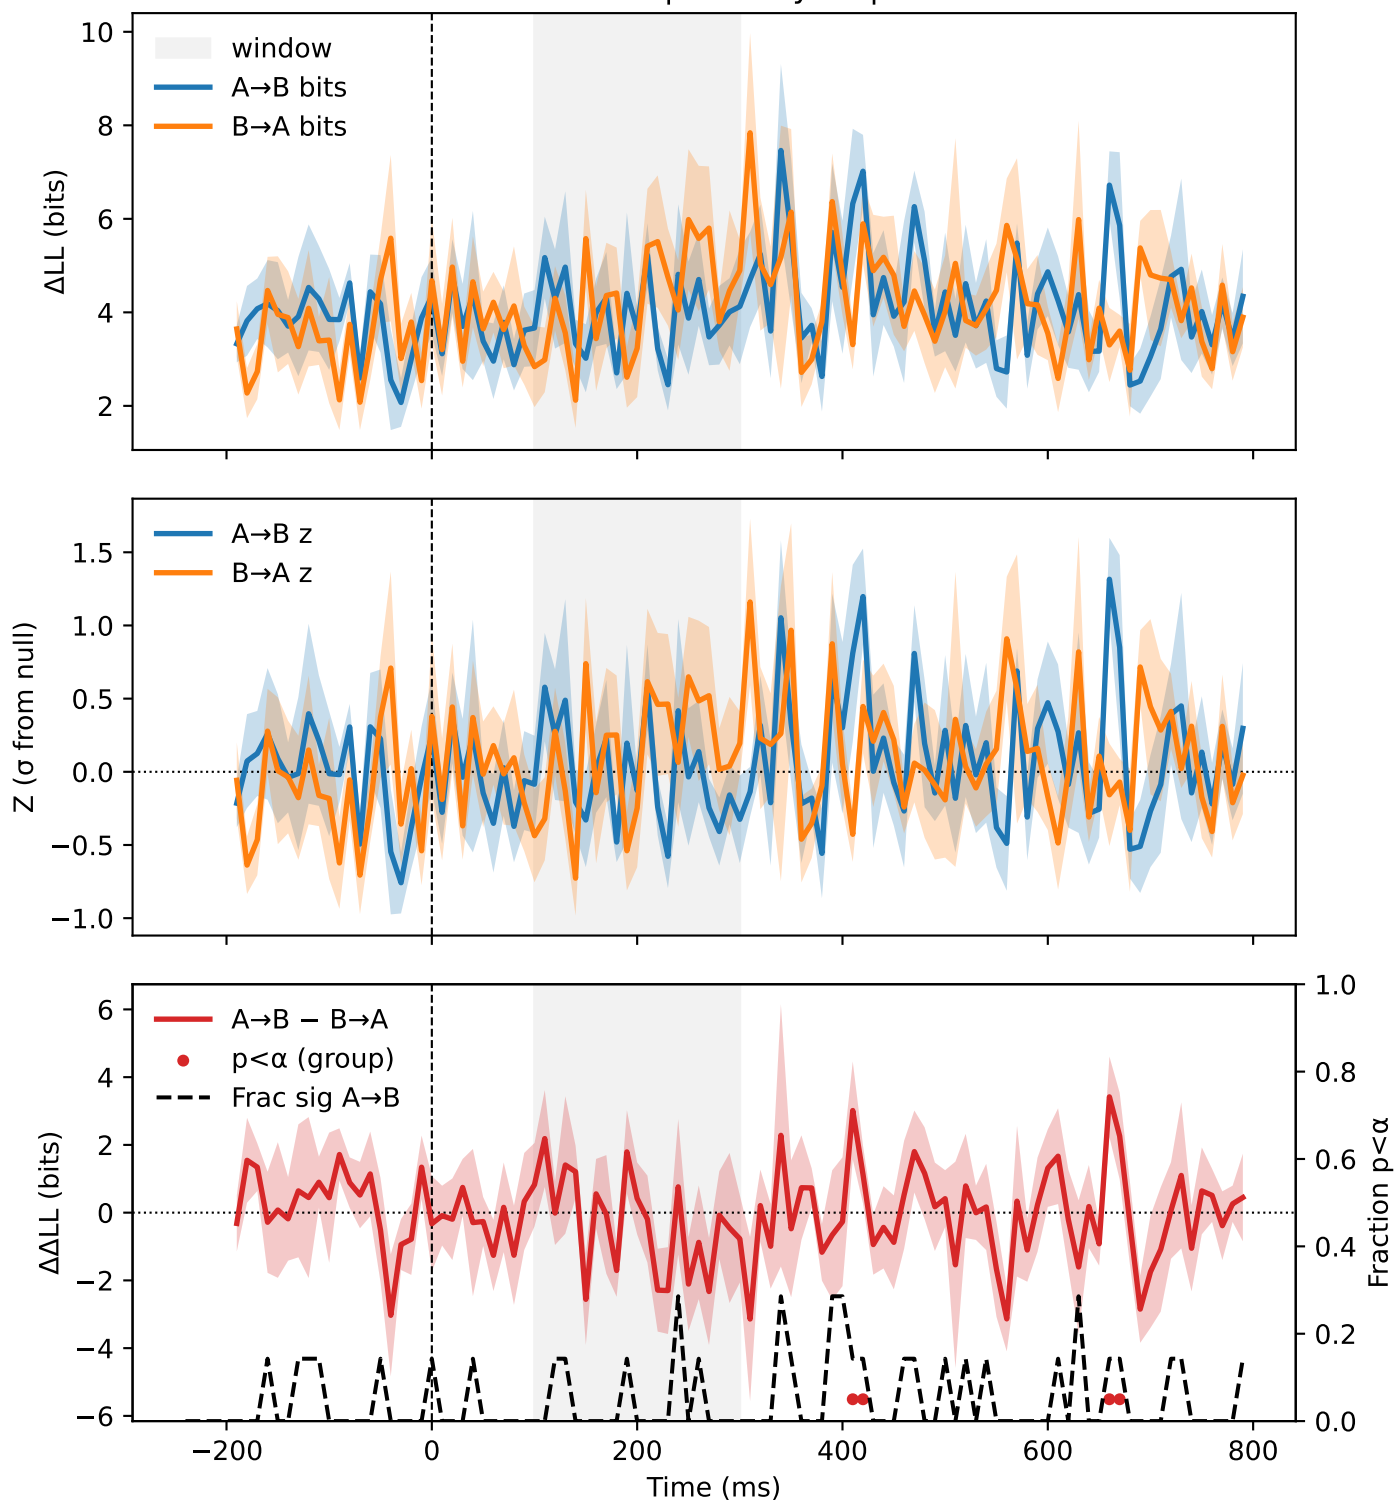 10
8
6
4
2
ΔLL (bits)
window
A→B bits
B→A bits
1.5
1.0
0.5
0.0
−0.5
−1.0
Z (σ from null)
A→B z
B→A z
6
4
2
0
−2
−4
−6
ΔΔLL (bits)
A→B − B→A
p<α (group)
Frac sig A→B
1.0
0.8
0.6
0.4
0.2
0.0
Fraction p<α
−200
0
200
400
600
800
Time (ms)